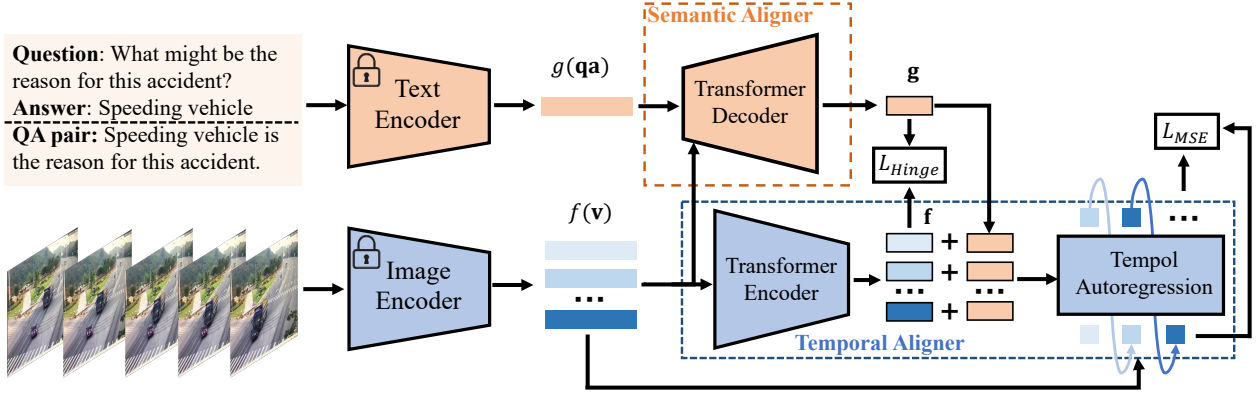 Semantic Aligner
Question: What might be the
reason for this accident?
Answer: Speeding vehicle
QA pair: Speeding vehicle is
the reason for this accident.
Text
Encoder
g(qa)
Transformer
Decoder
g
L_Hinge
L_MSE
f(v)
f
Image
Encoder
...
Transformer
Encoder
+
+
... ...
+
...
Tempol
Autoregression
Temporal Aligner